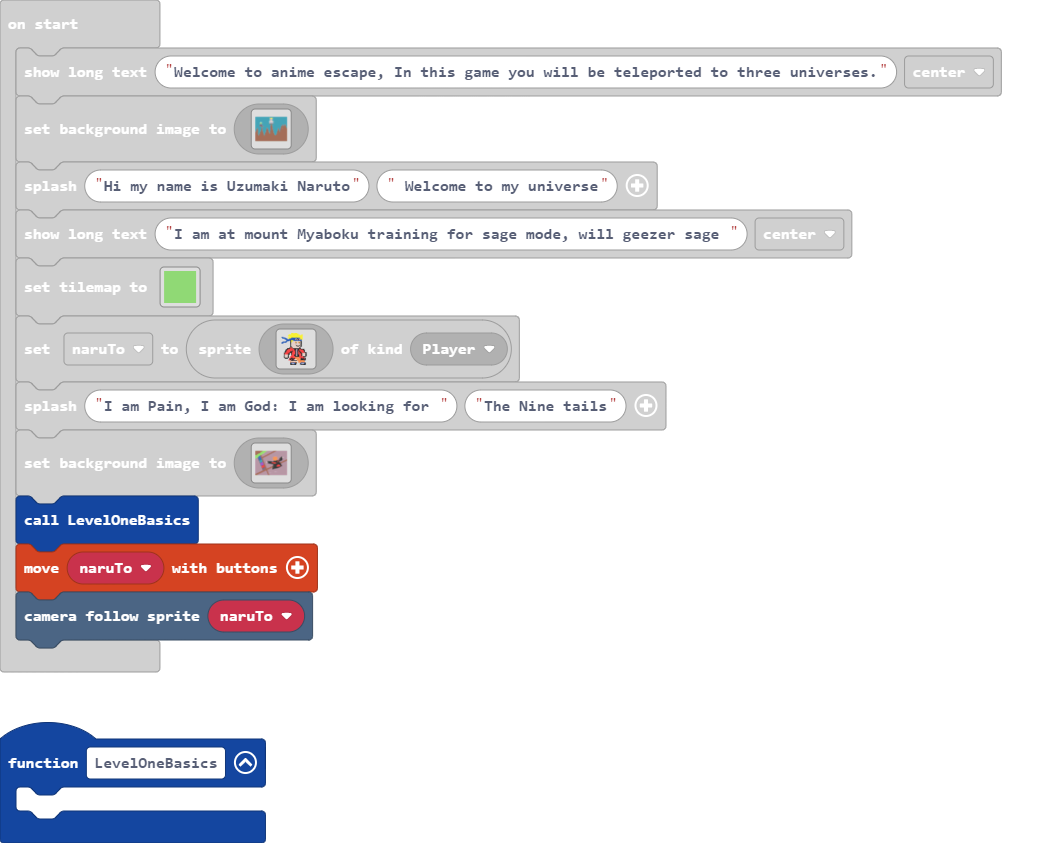 on start
show long text "Welcome to anime escape, In this game you will be teleported to three universes." center
set background image to
splash "Hi my name is Uzumaki Naruto" " Welcome to my universe"
show long text "I am at mount Myaboku training for sage mode, will geezer sage " center
set tilemap to
set naruTo to sprite of kind Player
splash "I am Pain, I am God: I am looking for " "The Nine tails"
set background image to
call LevelOneBasics
move naruTo with buttons
camera follow sprite naruTo
function LevelOneBasics